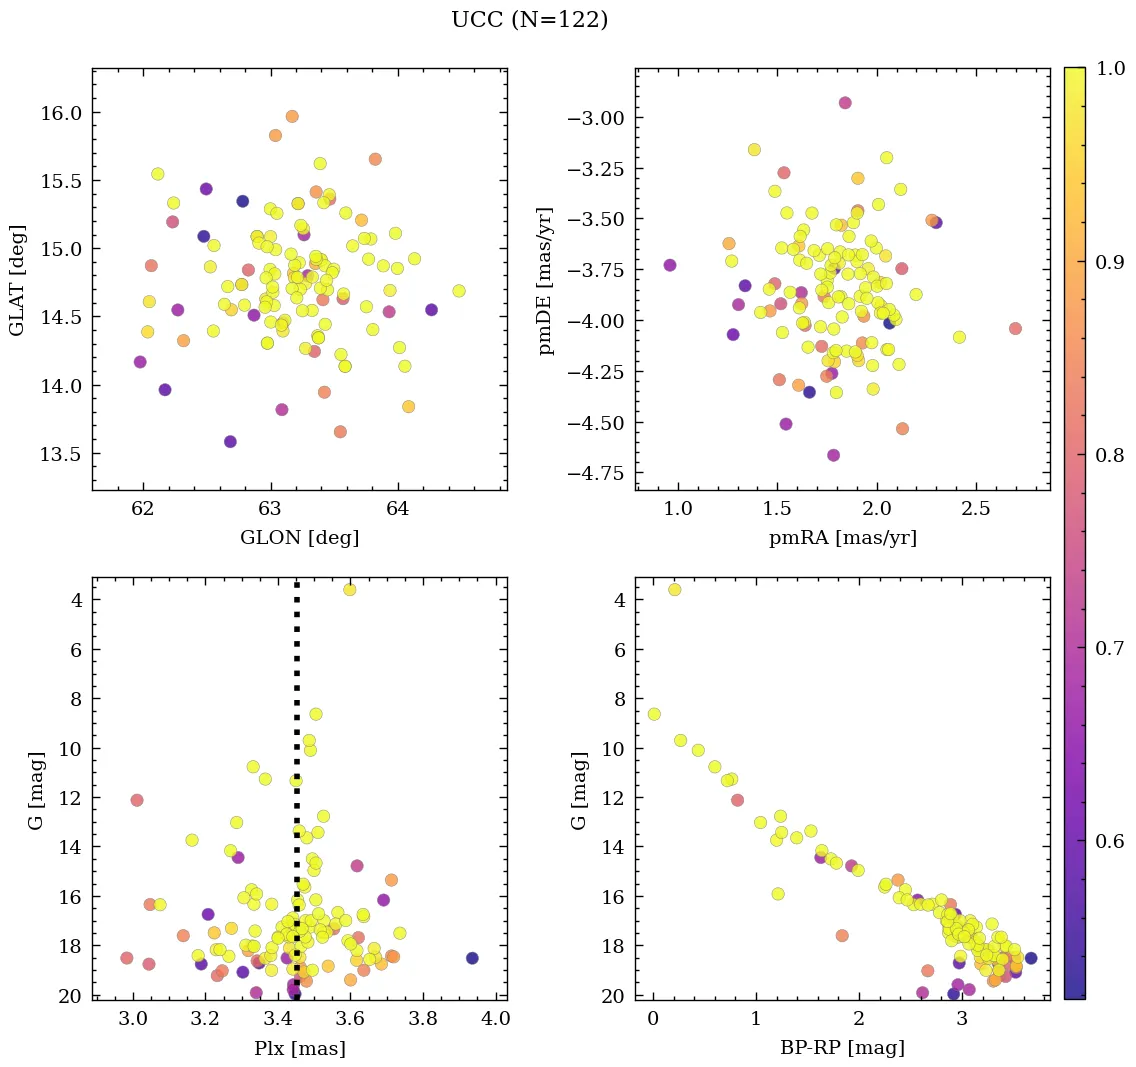 UCC (N=122)
16.0
15.5
15.0
14.5
14.0
13.5
GLAT [deg]
62 63 64
GLON [deg]
−3.00
−3.25
−3.50
−3.75
−4.00
−4.25
−4.50
−4.75
pmDE [mas/yr]
1.0 1.5 2.0 2.5
pmRA [mas/yr]
4
6
8
10
12
14
16
18
20
G [mag]
3.0 3.2 3.4 3.6 3.8 4.0
Plx [mas]
4
6
8
10
12
14
16
18
20
G [mag]
0 1 2 3
BP-RP [mag]
1.0
0.9
0.8
0.7
0.6